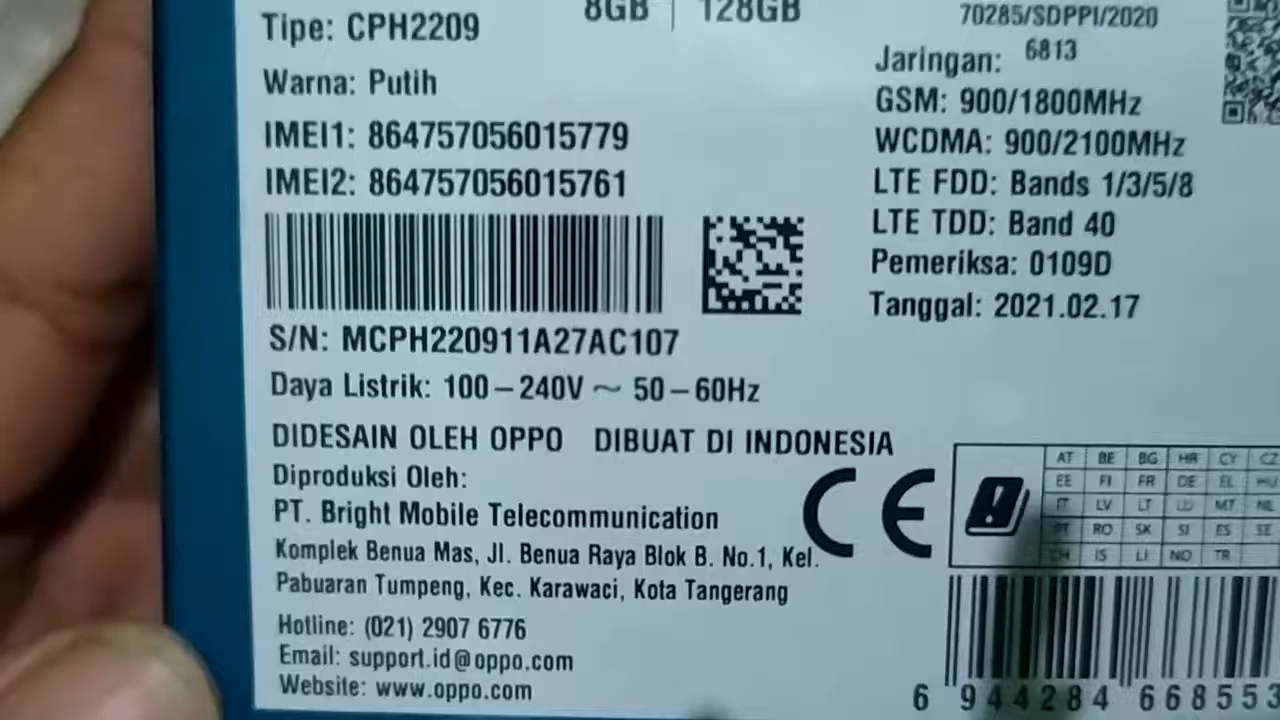 8GB | 128GB
Tipe: CPH2209
Warna: Putih
IMEI1: 864757056015779
IMEI2: 864757056015761
S/N: MCPH220911A27AC107
Daya Listrik: 100–240V ~ 50–60Hz
DIDESAIN OLEH OPPO DIBUAT DI INDONESIA
Diproduksi Oleh:
PT. Bright Mobile Telecommunication
Komplek Benua Mas, Jl. Benua Raya Blok B. No.1, Kel.
Pabuaran Tumpeng, Kec. Karawaci, Kota Tangerang
Hotline: (021) 2907 6776
Email: support.id@oppo.com
Website: www.oppo.com
70285/SDPPI/2020
6813
Jaringan:
GSM: 900/1800MHz
WCDMA: 900/2100MHz
LTE FDD: Bands 1/3/5/8
LTE TDD: Band 40
Pemeriksa: 0109D
Tanggal: 2021.02.17
CE
AT BE BG HR CY CZ
EE FI FR DE EL HU
IT LV LT LU MT NL
PT RO SK SI ES SE
CH IS LI NO TR
6 944284 668553